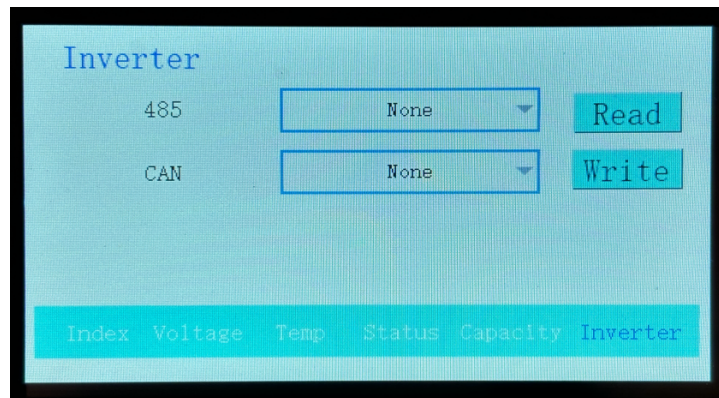 Inverter
485 None Read
CAN None Write
Index Voltage Temp Status Capacity Inverter